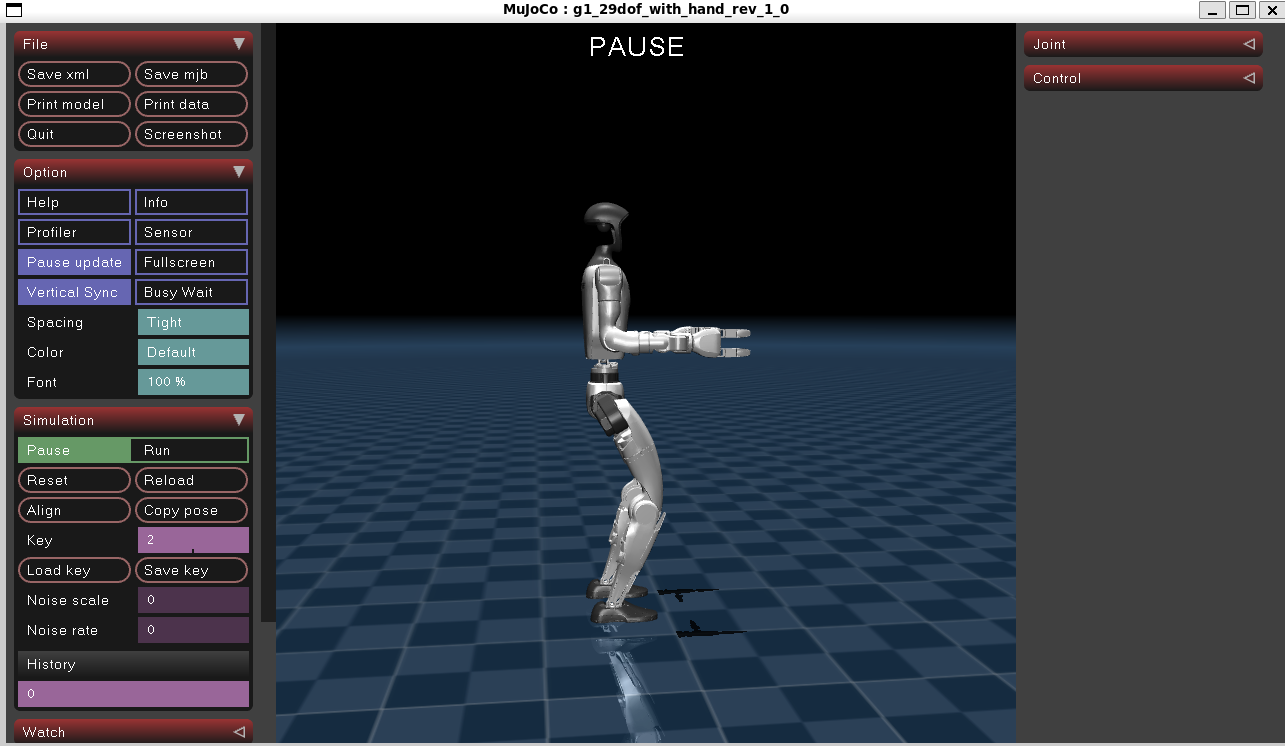 MuJoCo : g1_29dof_with_hand_rev_1_0
PAUSE
File
Save xml Save mjb
Print model Print data
Quit Screenshot
Option
Help Info
Profiler Sensor
Pause update Fullscreen
Vertical Sync Busy Wait
Spacing Tight
Color Default
Font 100 %
Simulation
Pause Run
Reset Reload
Align Copy pose
Key 2
Load key Save key
Noise scale 0
Noise rate 0
History
0
Watch
Joint
Control